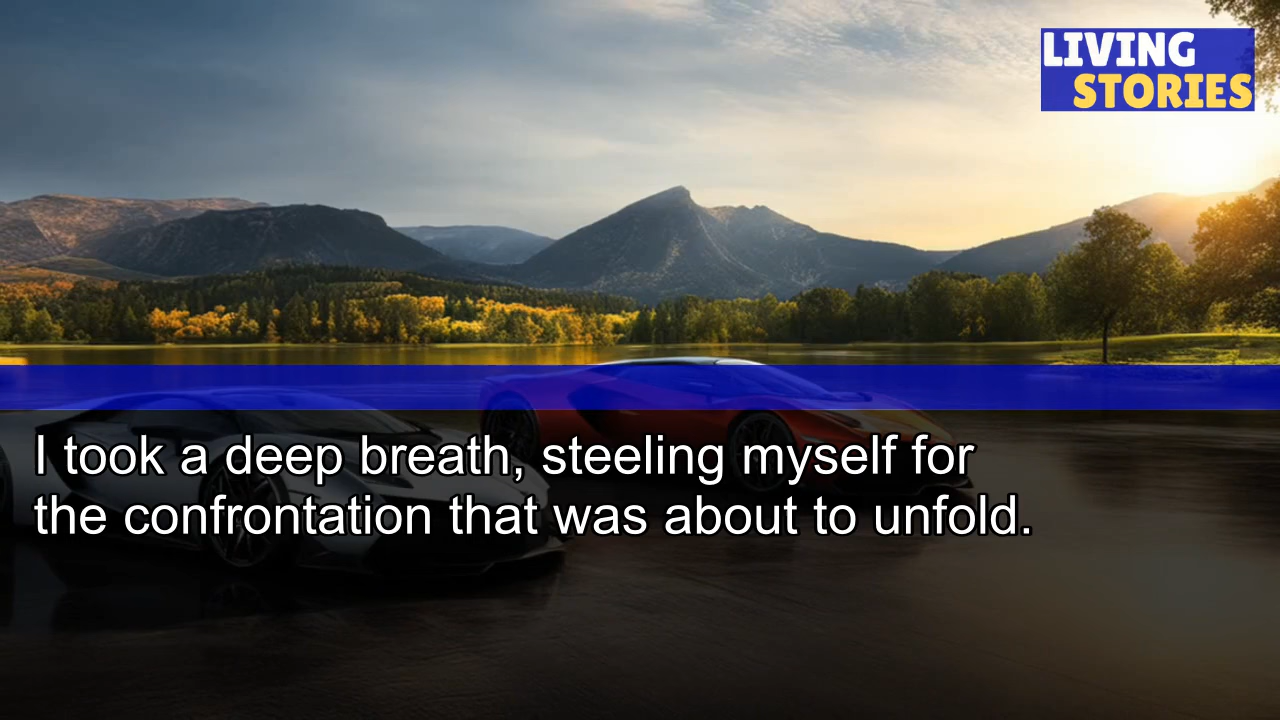 LIVING
STORIES
I took a deep breath, steeling myself for
the confrontation that was about to unfold.